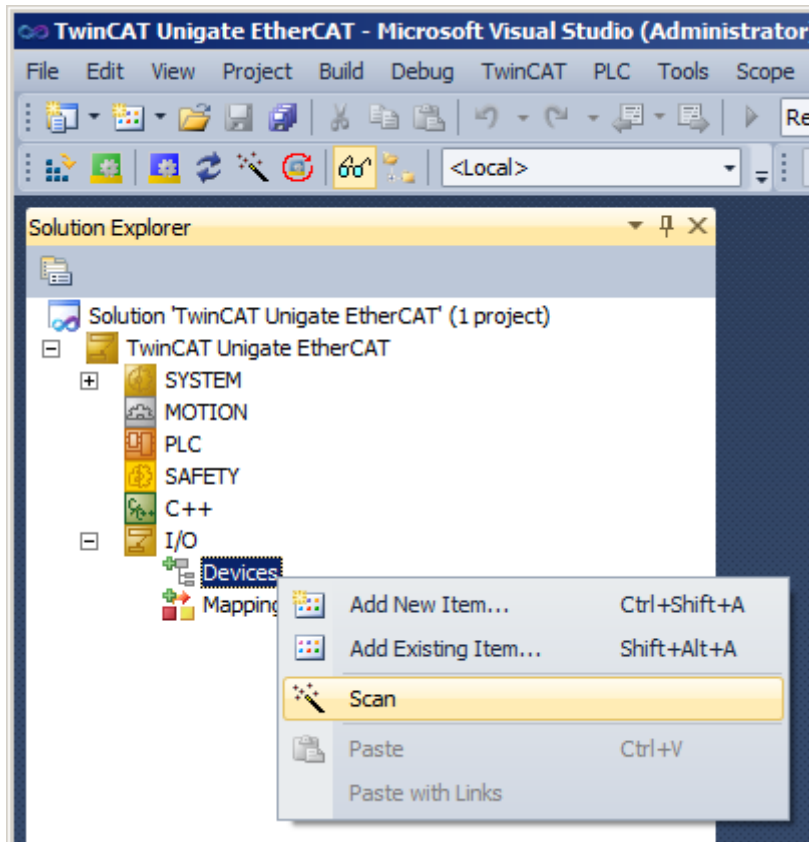 TwinCAT Unigate EtherCAT - Microsoft Visual Studio (Administrator
File Edit View Project Build Debug TwinCAT PLC Tools Scope
Re
<Local>
Solution Explorer
Solution 'TwinCAT Unigate EtherCAT' (1 project)
TwinCAT Unigate EtherCAT
SYSTEM
MOTION
PLC
SAFETY
C++
I/O
Devices
Mapping
Add New Item... Ctrl+Shift+A
Add Existing Item... Shift+Alt+A
Scan
Paste Ctrl+V
Paste with Links